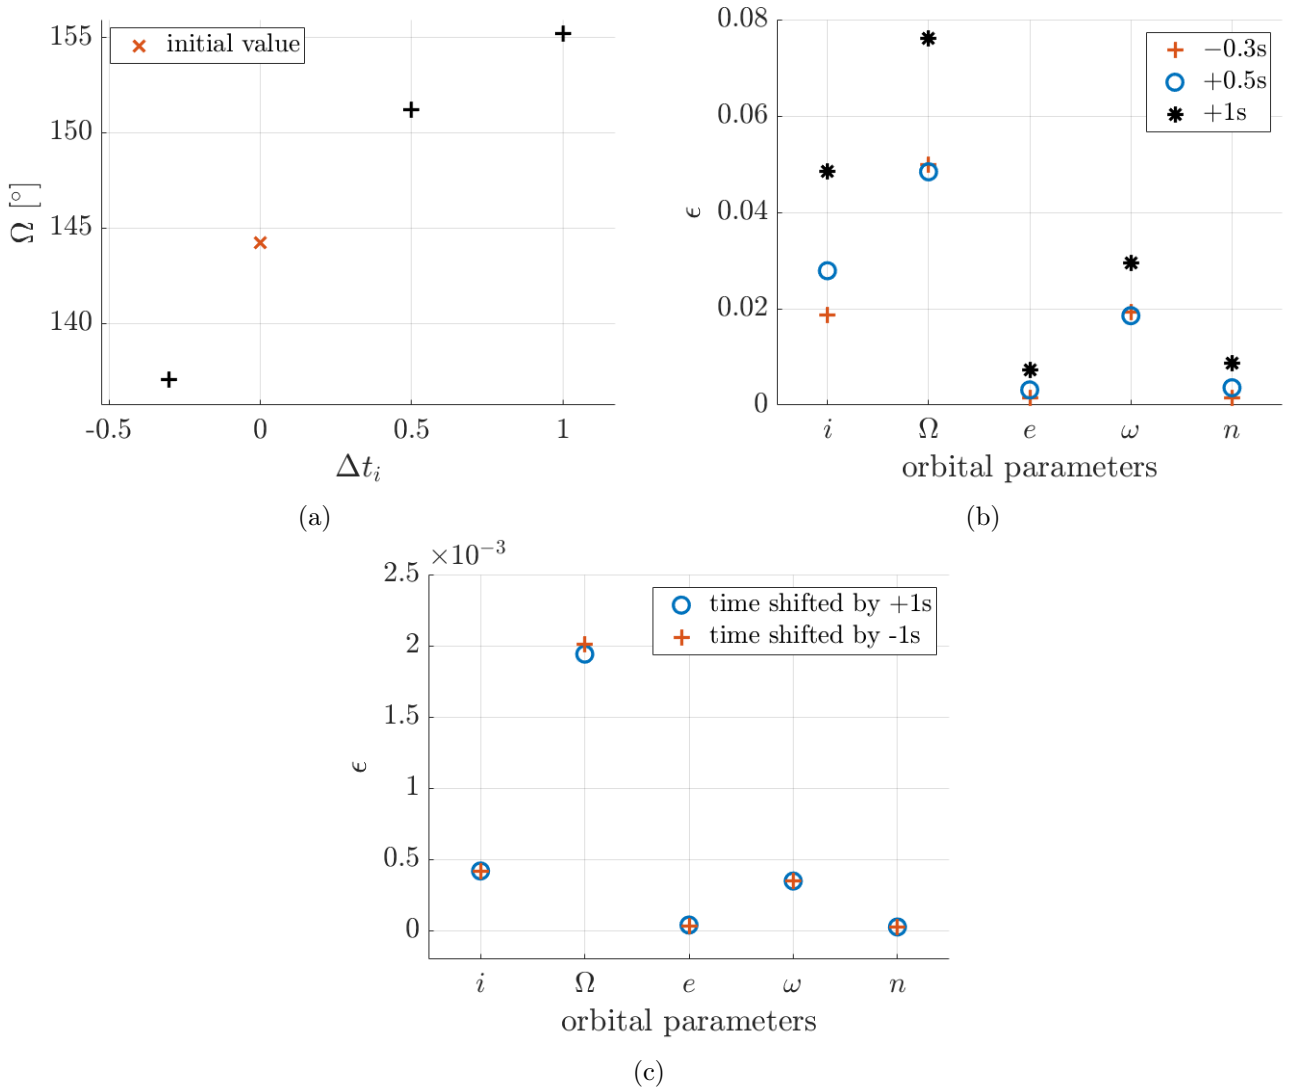 155
150
145
140
Ω [°]
× initial value
-0.5 0 0.5 1
Δt_i
(a)
0.08
0.06
0.04
0.02
0
ϵ
−0.3s
+0.5s
+1s
i Ω e ω n
orbital parameters
(b)
×10⁻³
2.5
2
1.5
1
0.5
0
ϵ
time shifted by +1s
time shifted by -1s
i Ω e ω n
orbital parameters
(c)